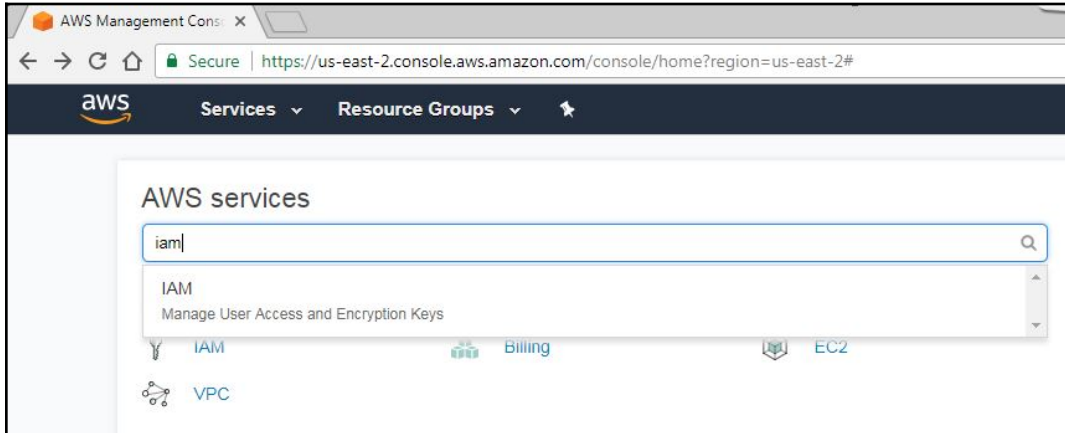 AWS Management Cons
Secure | https://us-east-2.console.aws.amazon.com/console/home?region=us-east-2#
aws Services Resource Groups
AWS services
iam
IAM
Manage User Access and Encryption Keys
IAM Billing EC2
VPC